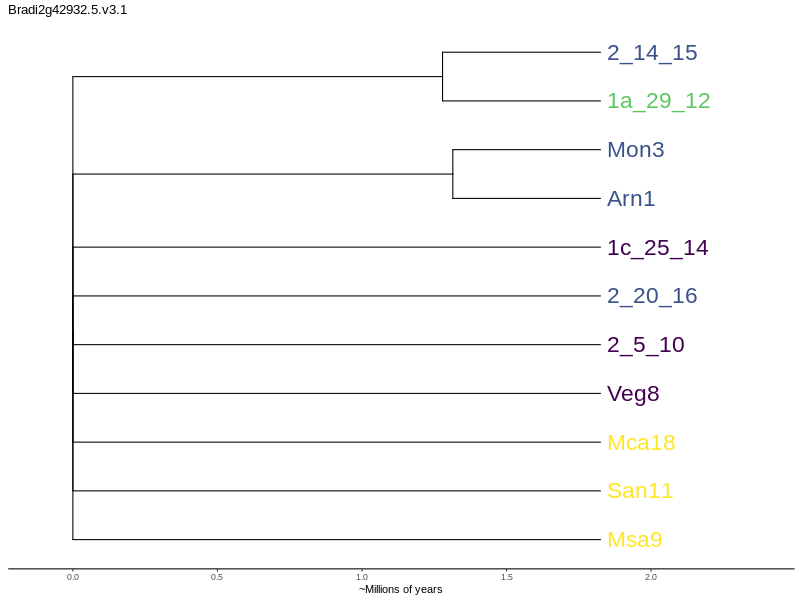 Bradi2g42932.5.v3.1
2_14_15
1a_29_12
Mon3
Arn1
1c_25_14
2_20_16
2_5_10
Veg8
Mca18
San11
Msa9
0.0 0.5 1.0 1.5 2.0
~Millions of years